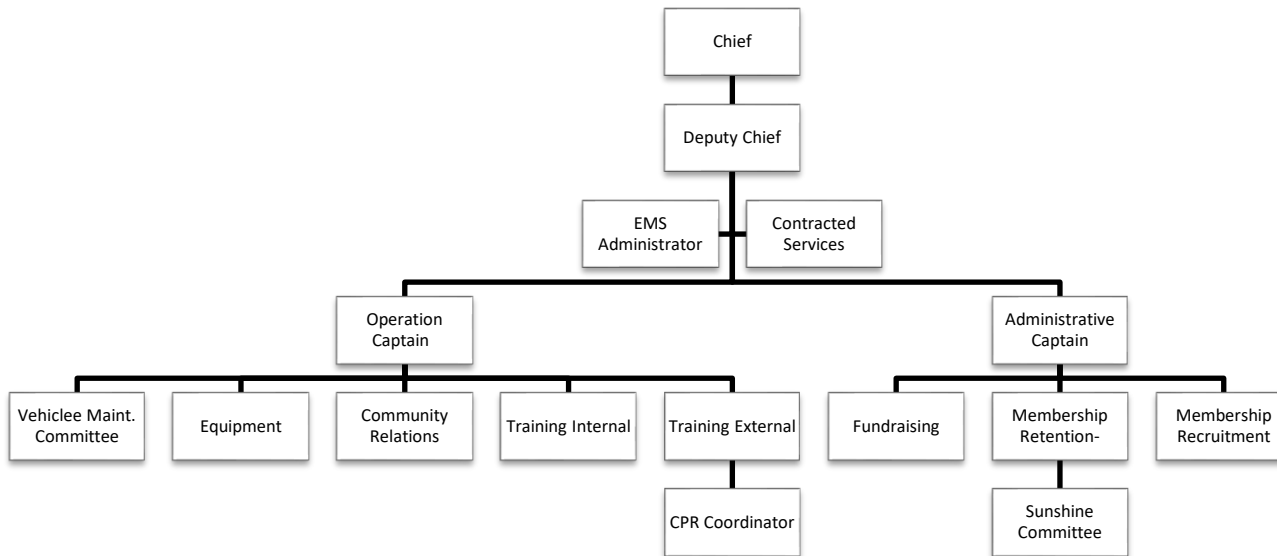 Chief
Deputy Chief
EMS
Administrator
Contracted
Services
Operation
Captain
Administrative
Captain
Vehiclee Maint.
Committee
Equipment
Community
Relations
Training Internal
Training External
Fundraising
Membership
Retention-
Membership
Recruitment
CPR Coordinator
Sunshine
Committee